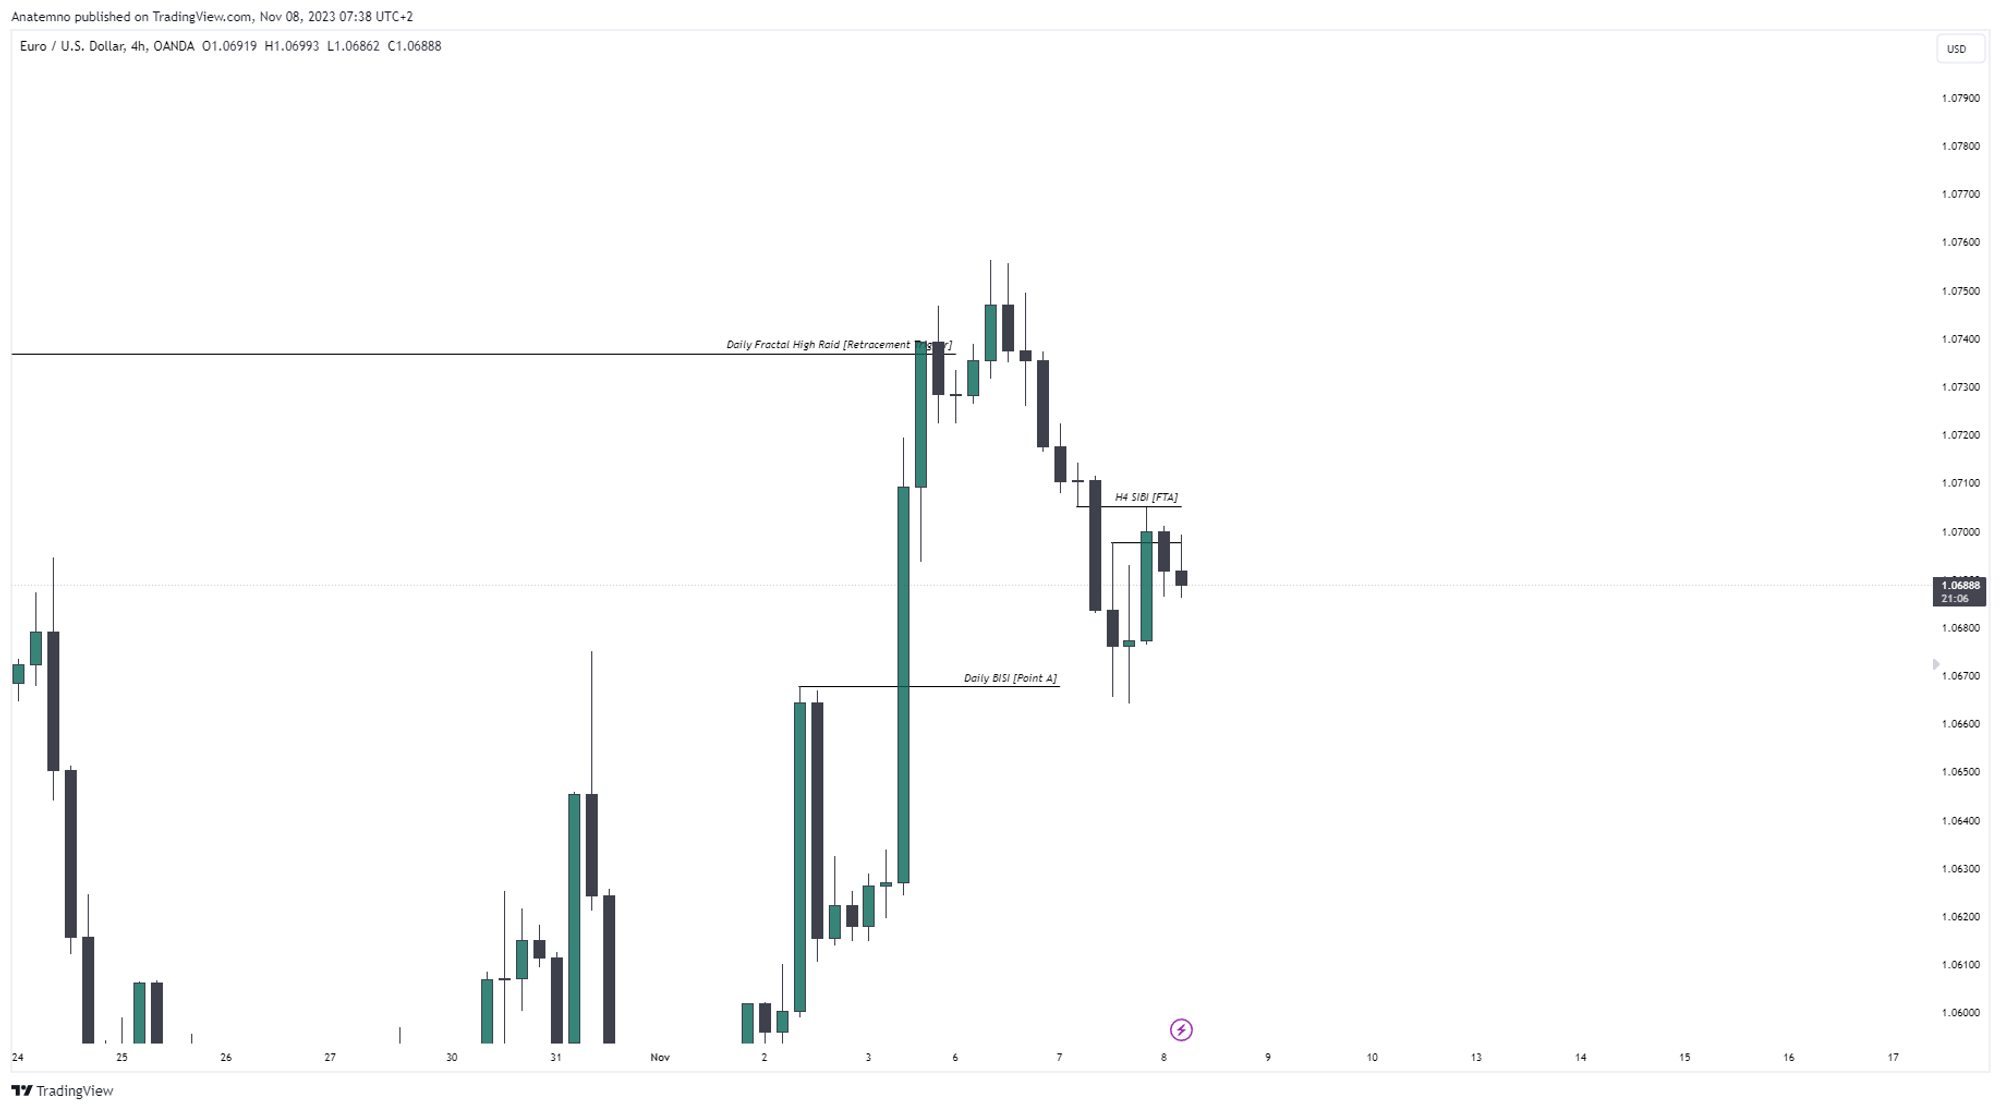 Anatemno published on TradingView.com, Nov 08, 2023 07:38 UTC+2
Euro / U.S. Dollar, 4h, OANDA O1.06919 H1.06993 L1.06862 C1.06888
USD
1.07900
1.07800
1.07700
1.07600
1.07500
1.07400
Daily Fractal High Raid [Retracement Trigger]
1.07300
1.07200
1.07100
H4 SIBI [FTA]
1.07000
1.06888
21:06
1.06800
1.06700
Daily BISI [Point A]
1.06600
1.06500
1.06400
1.06300
1.06200
1.06100
1.06000
24 25 26 27 30 31 Nov 2 3 6 7 8 9 10 13 14 15 16 17
TradingView